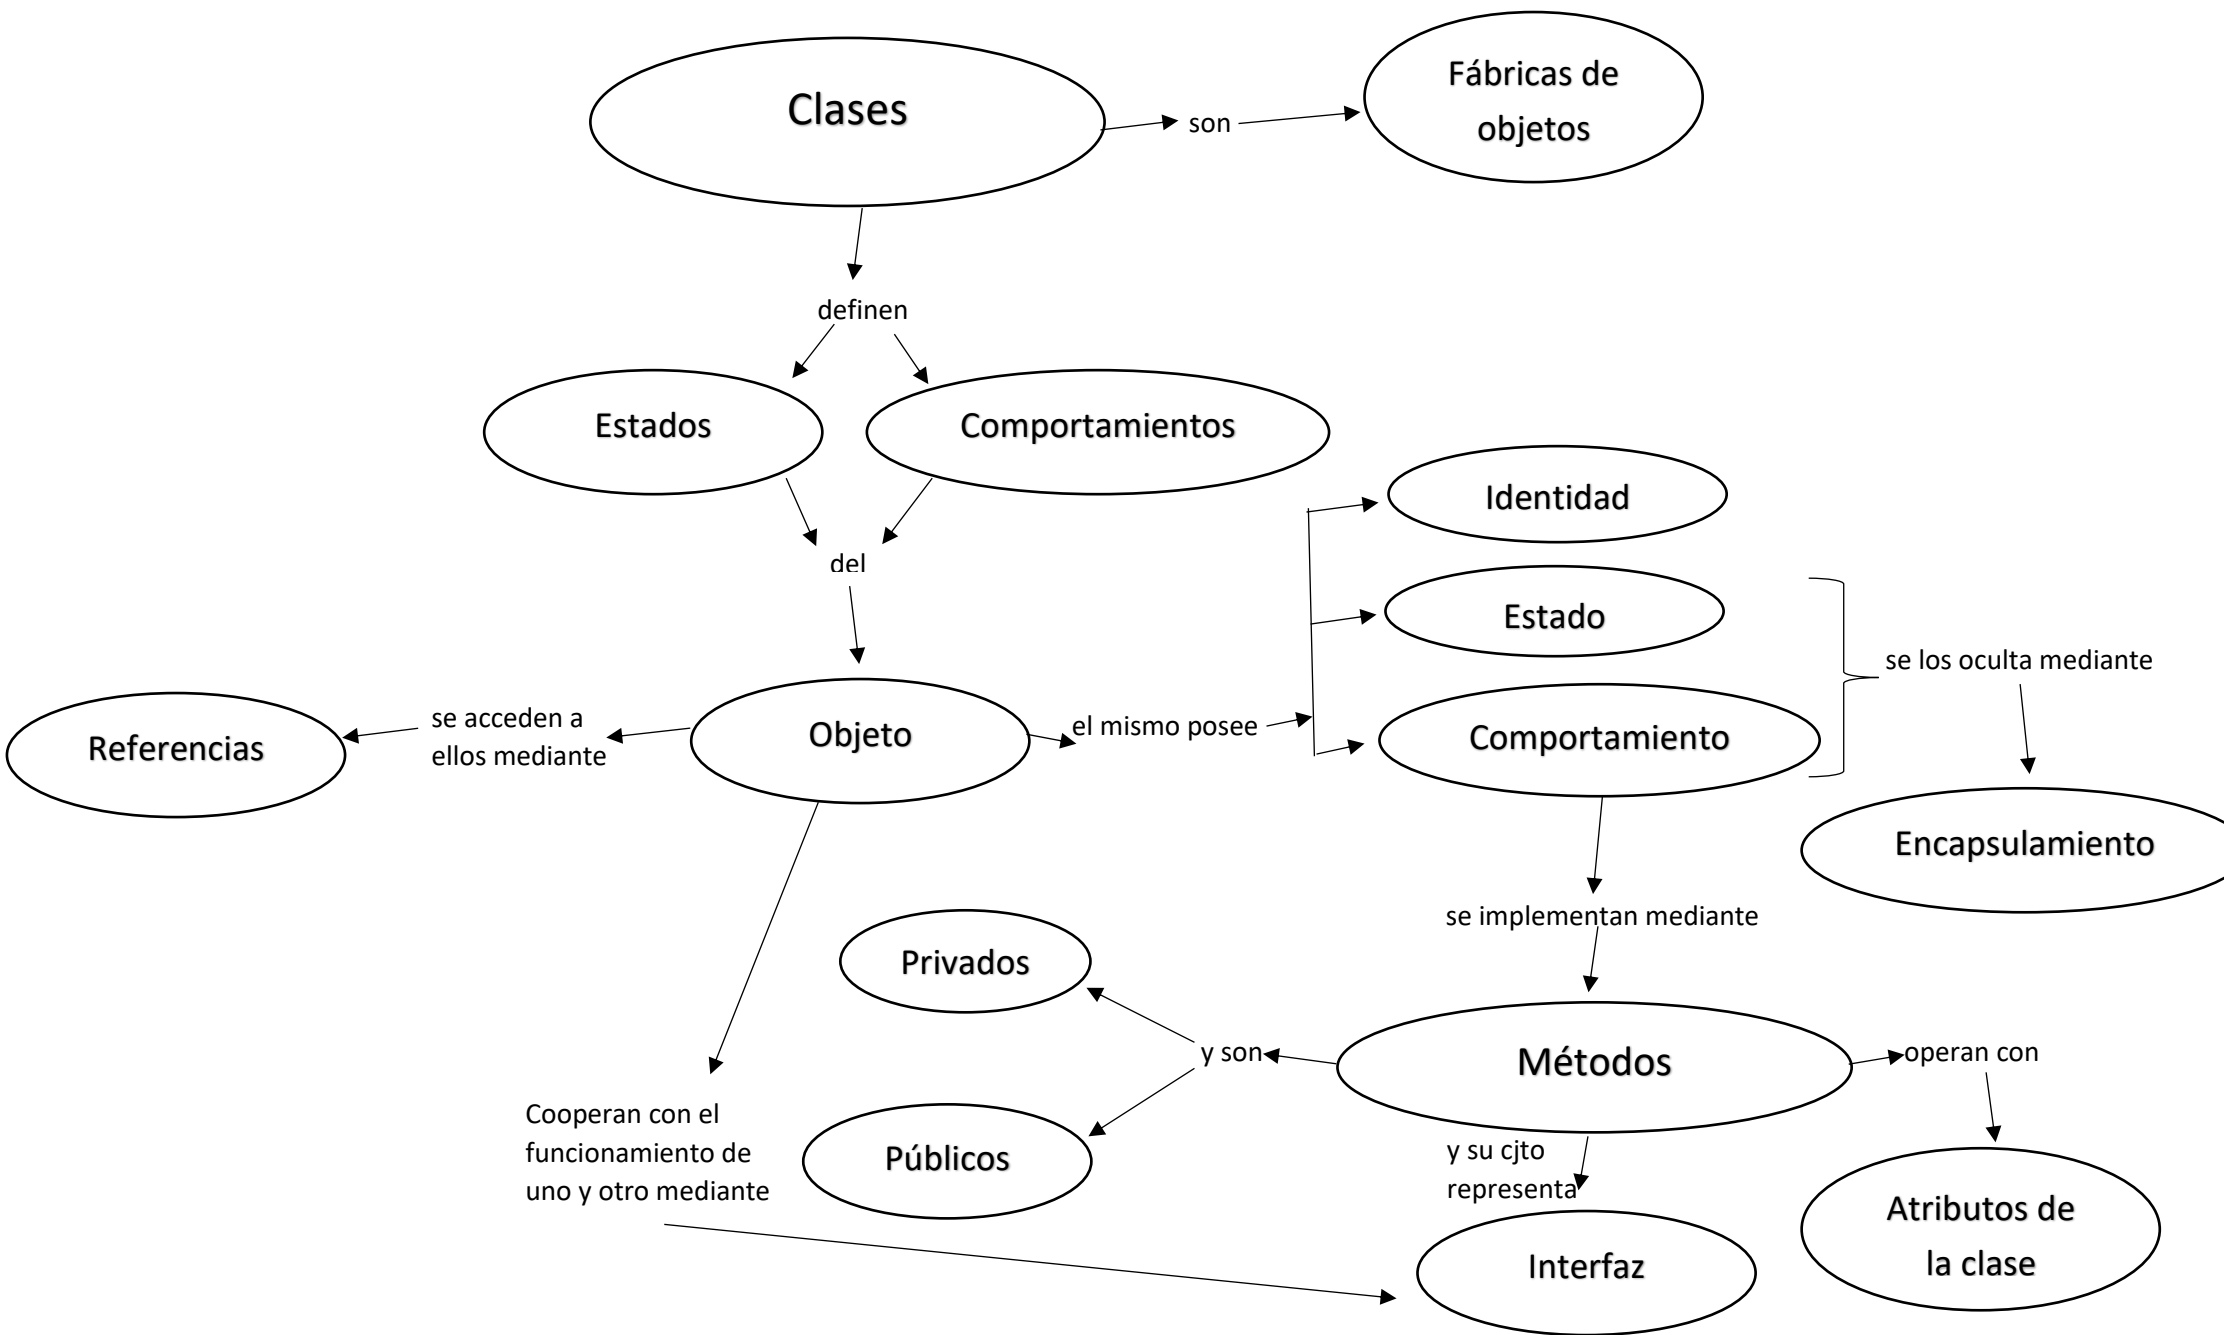 Clases
son
Fábricas de
objetos
definen
Estados
Comportamientos
del
Identidad
Estado
se los oculta mediante
Referencias
se acceden a
ellos mediante
Objeto
el mismo posee
Comportamiento
Encapsulamiento
se implementan mediante
Privados
y son
Métodos
operan con
Cooperan con el
funcionamiento de
uno y otro mediante
Públicos
y su cjto
representa
Interfaz
Atributos de
la clase